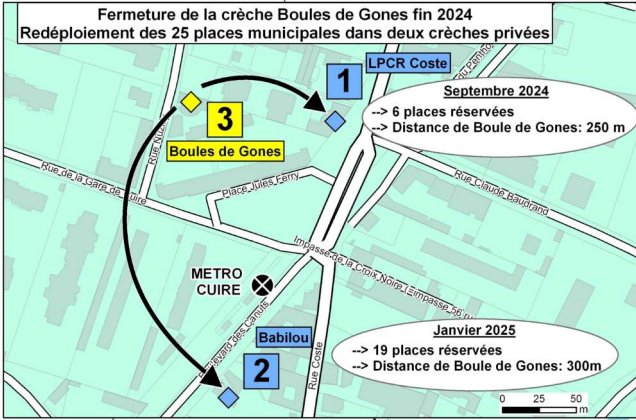 Fermeture de la crèche Boules de Gones fin 2024
Redéploiement des 25 places municipales dans deux crèches privées
1
LPCR Coste
Septembre 2024
--> 6 places réservées
--> Distance de Boule de Gones: 250 m
3
Boules de Gones
Rue de la Gare de Cuire
Place Jules Ferry
Rue Claude Baudrand
Impasse de la Croix Noire
METRO
CUIRE
Boulevard des Canuts
Babilou
2
Rue Coste
Janvier 2025
--> 19 places réservées
--> Distance de Boule de Gones: 300m
0 25 50
m